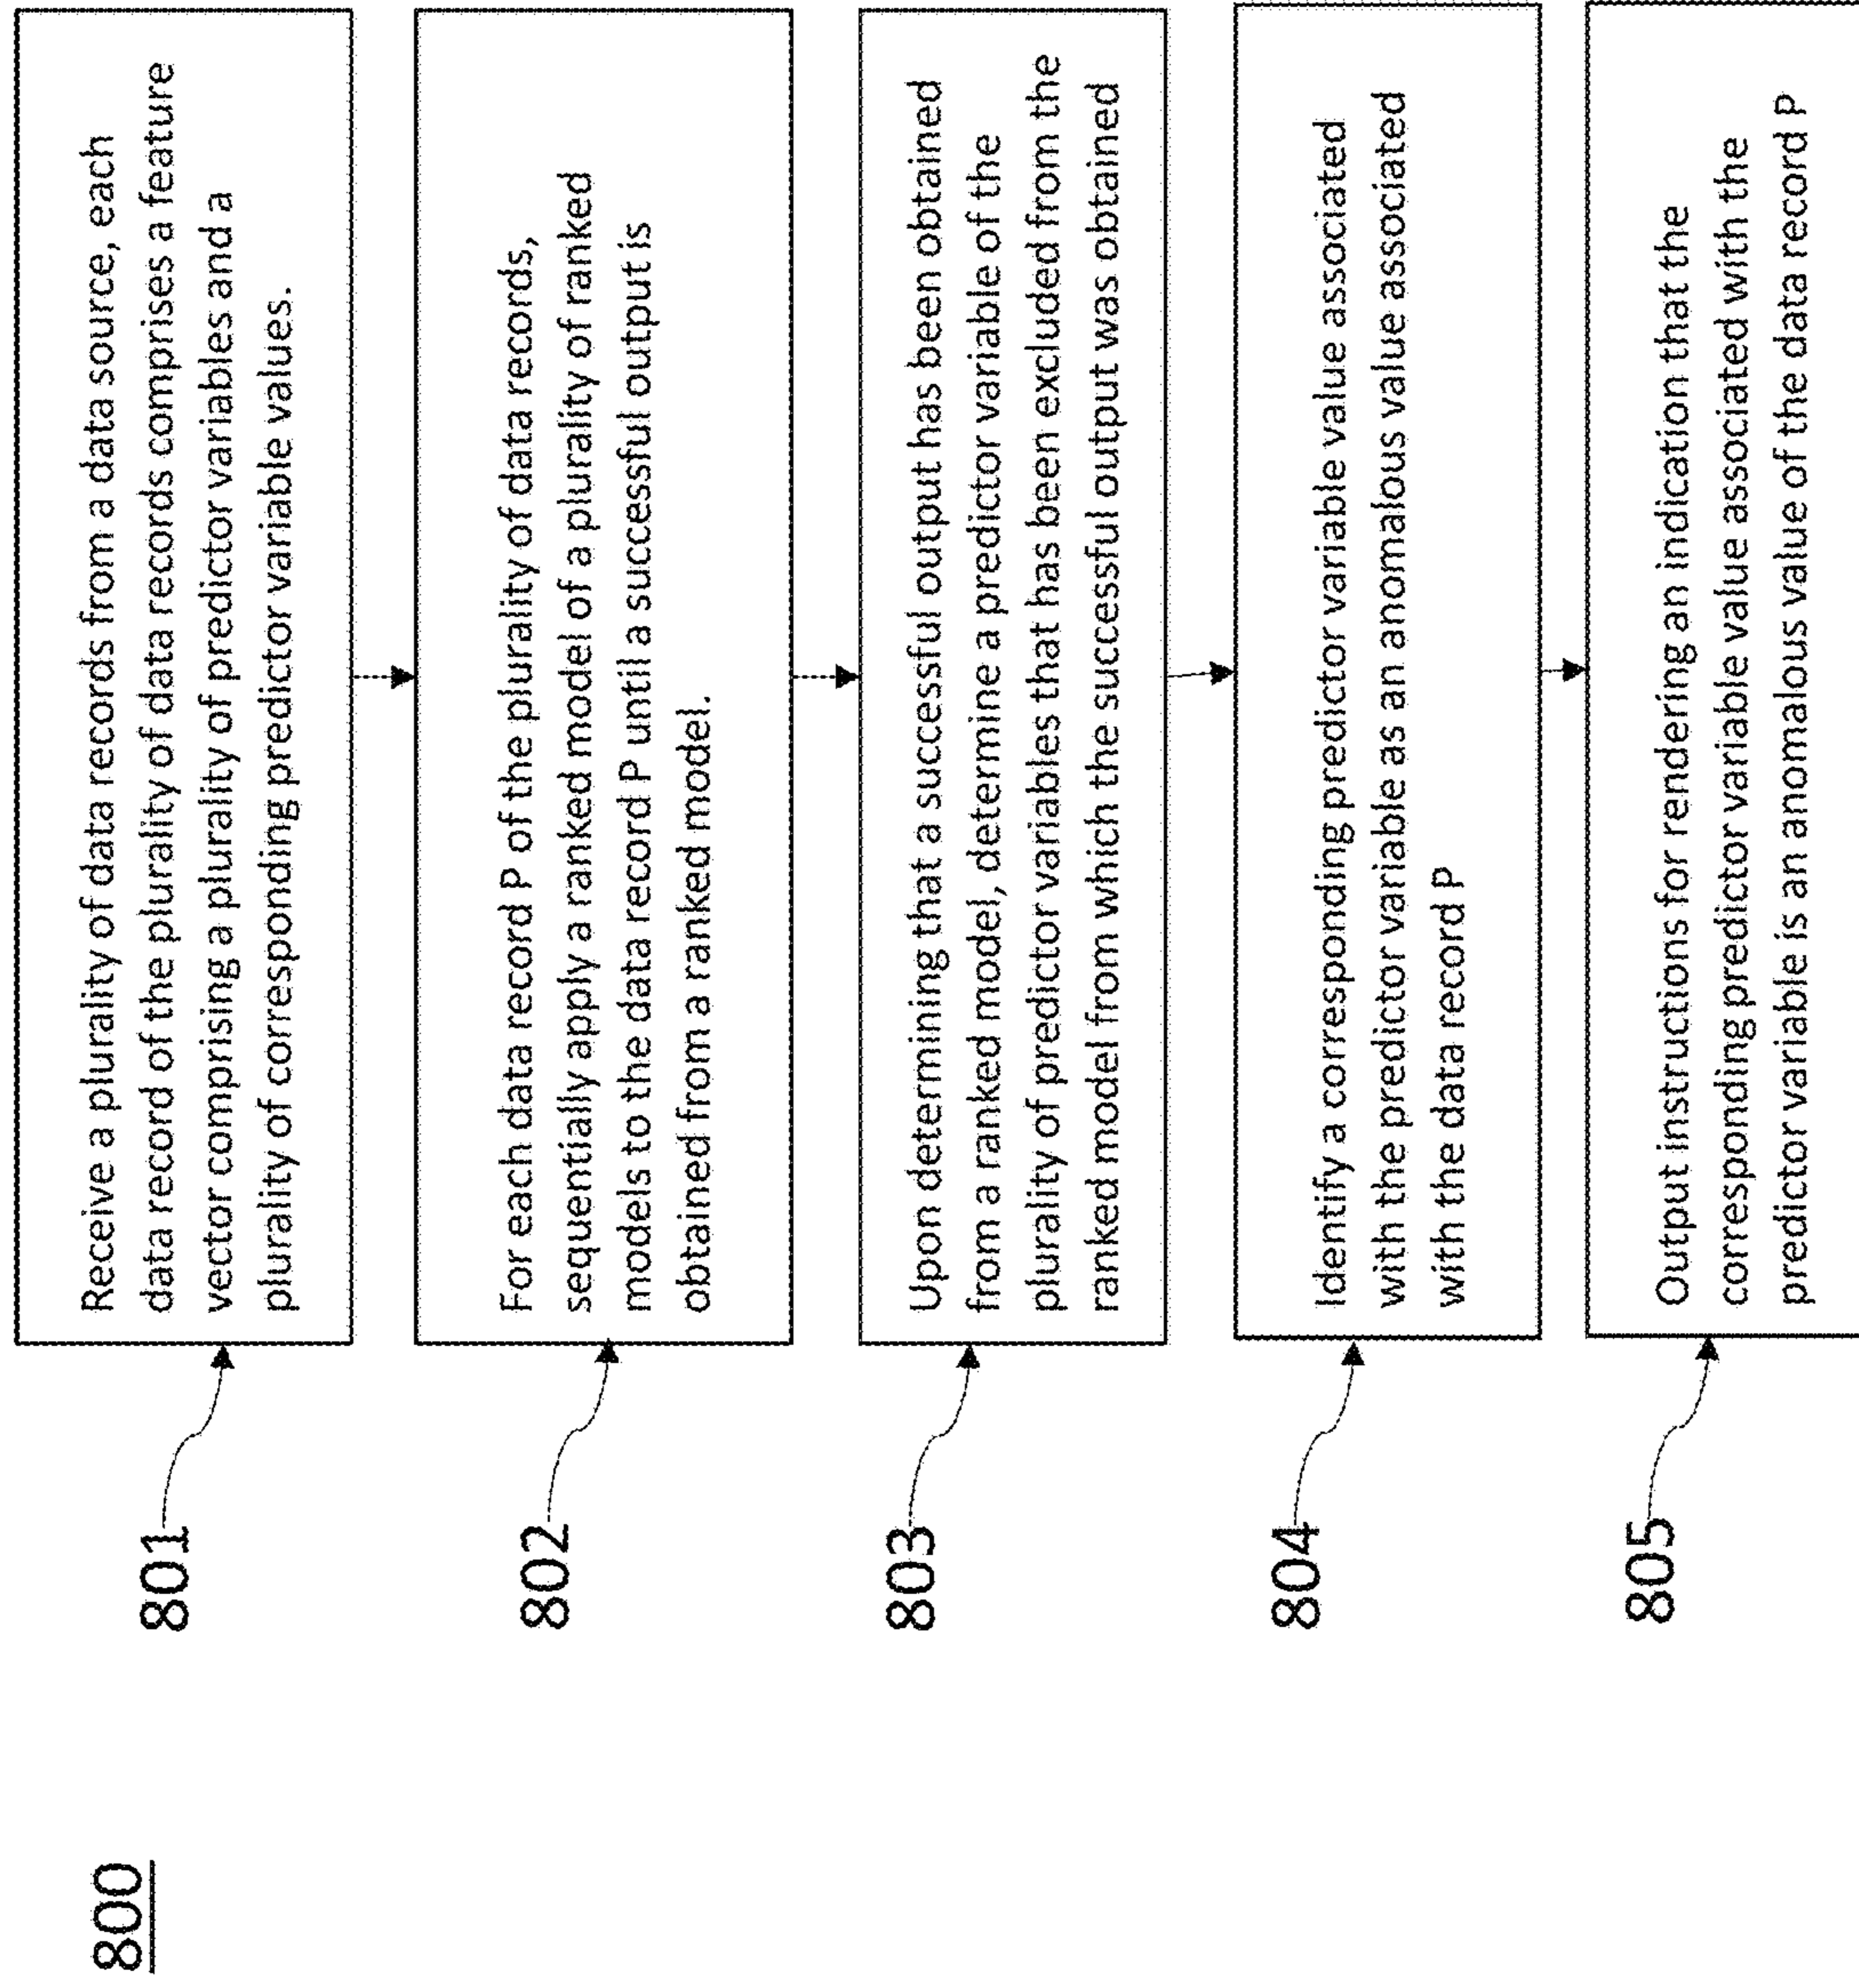 800
801
Receive a plurality of data records from a data source, each
data record of the plurality of data records comprises a feature
vector comprising a plurality of predictor variables and a
plurality of corresponding predictor variable values.
802
For each data record P of the plurality of data records,
sequentially apply a ranked model of a plurality of ranked
models to the data record P until a successful output is
obtained from a ranked model.
803
Upon determining that a successful output has been obtained
from a ranked model, determine a predictor variable of the
plurality of predictor variables that has been excluded from the
ranked model from which the successful output was obtained
804
Identify a corresponding predictor variable value associated
with the predictor variable as an anomalous value associated
with the data record P
805
Output instructions for rendering an indication that the
corresponding predictor variable value associated with the
predictor variable is an anomalous value of the data record P